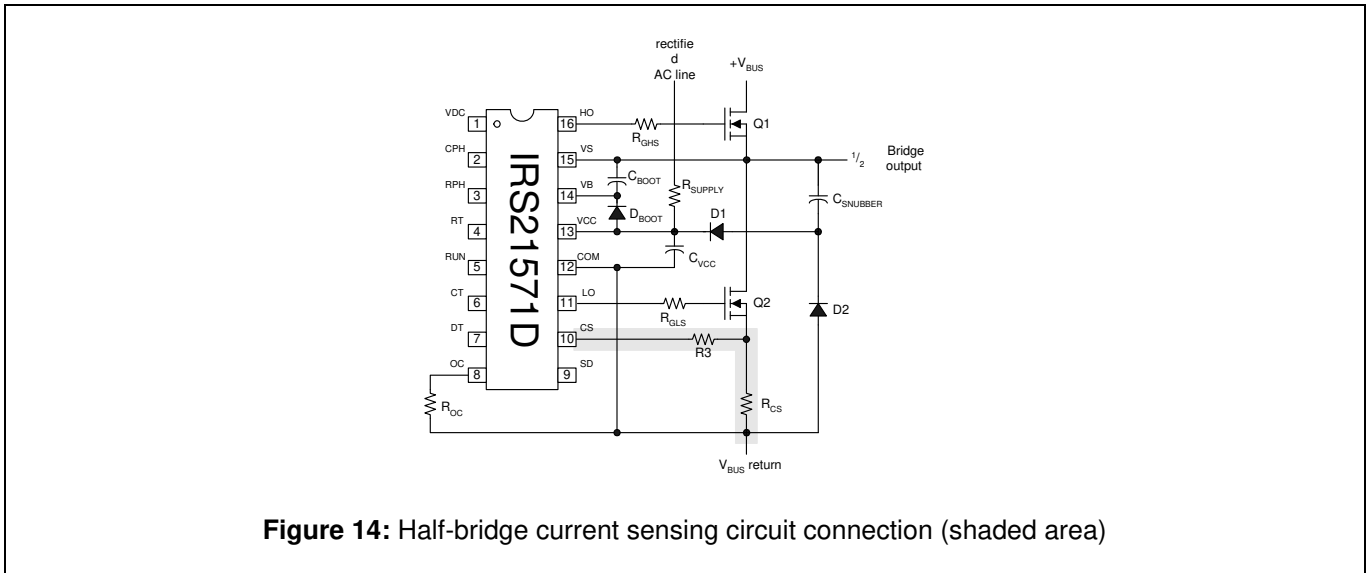 rectifie
d
AC line
+VBUS
VDC 1
16 HO
RGHS
Q1
CPH 2
15 VS
1/2 Bridge
output
CBOOT
RPH 3
14 VB
RSUPPLY
CSNUBBER
DBOOT
D1
RT 4
13 VCC
CVCC
RUN 5
12 COM
CT 6
11 LO
RGLS
Q2
D2
DT 7
10 CS
R3
OC 8
9 SD
ROC
RCS
IRS21571D
VBUS return
Figure 14: Half-bridge current sensing circuit connection (shaded area)